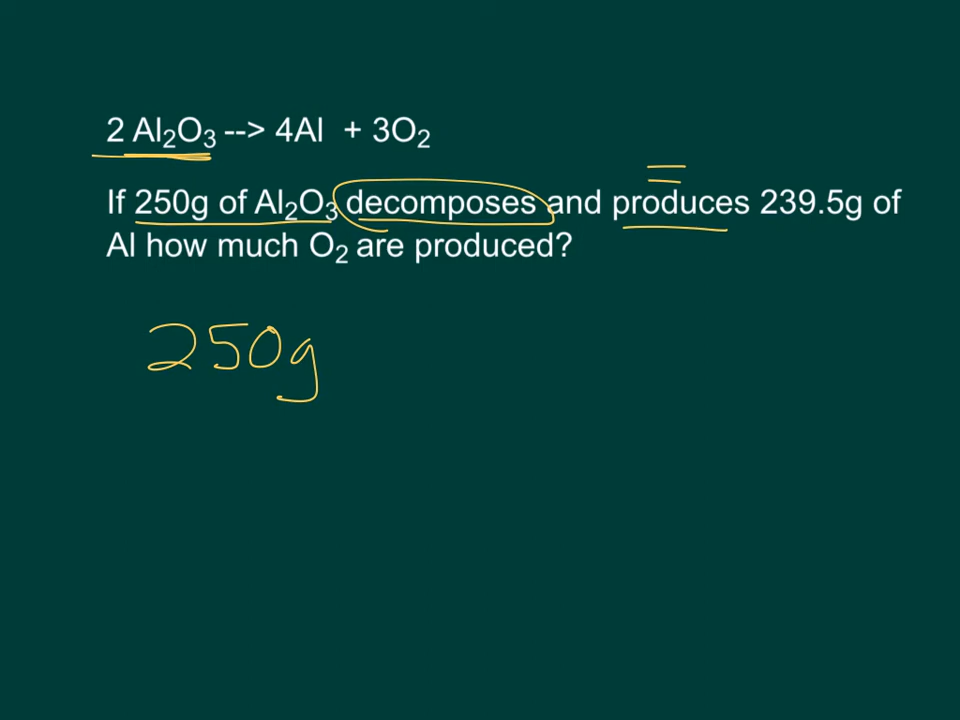 2 Al₂O₃ --> 4Al + 3O₂
If 250g of Al₂O₃ decomposes and produces 239.5g of
Al how much O₂ are produced?
250g